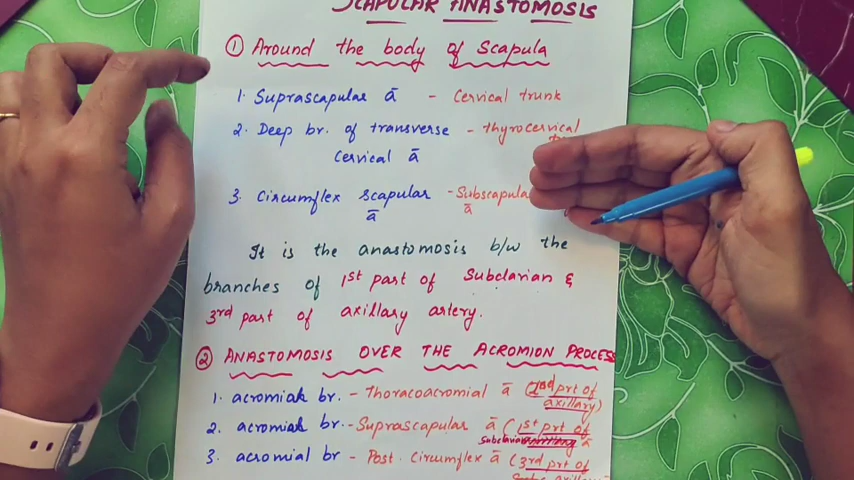 SCAPULAR ANASTOMOSIS
① Around the body of Scapula
1. Suprascapular ā - Cervical trunk
2. Deep br. of transverse - thyrocervical
Cervical ā
3. Circumflex scapular - Subscapular
ā ā
It is the anastomosis b/w the
branches of 1st part of Subclavian &
3rd part of axillary artery.
② ANASTOMOSIS OVER THE ACROMION PROCESS
1. acromial br. - Thoracoacromial ā (2nd prt of
axillary)
2. acromial br. - Suprascapular ā (1st prt of
Subclavian ā
3. acromial br - Post. Circumflex ā (3rd prt of